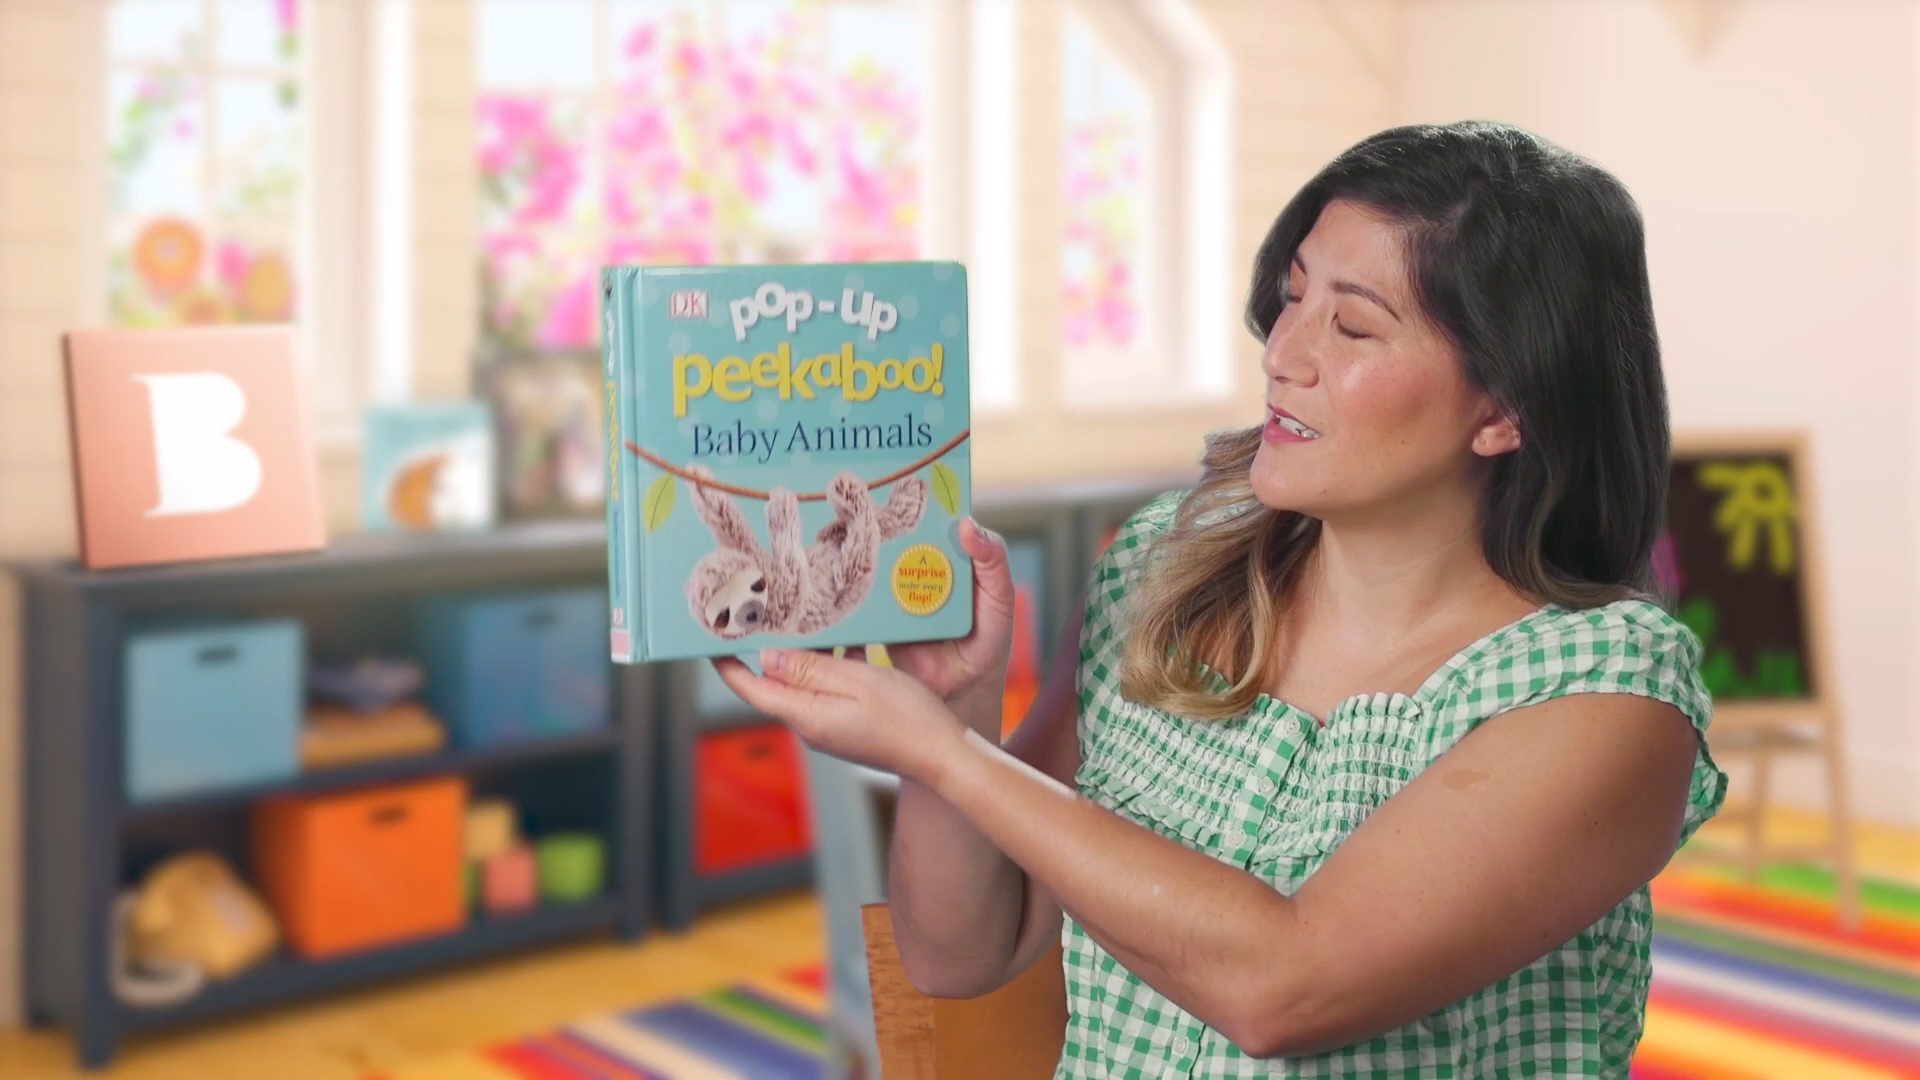 DK
pop-up
peekaboo!
Baby Animals
A
surprise
under every
flap!
B